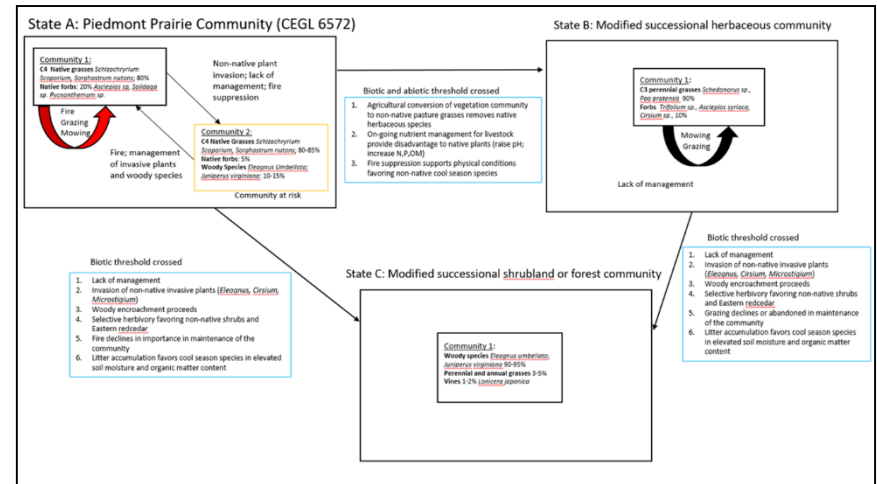 State A: Piedmont Prairie Community (CEGL 6572)
Community 1:
C4 Native grasses Schizachryrium
Scoparium, Sorghastrum nutans; 80%
Native forbs: 20% Asclepias sp, Solidago
sp. Pycnanthemum sp.
Fire
Grazing
Mowing
Non-native plant
invasion; lack of
management; fire
suppression
Fire; management
of invasive plants
and woody species
Community 2:
C4 Native Grasses Schizachryrium
Scoparium, Sorghastrum nutans; 80-85%
Native forbs: 5%
Woody Species Eleagnus Umbellata;
Juniperus virginiana; 10-15%
Community at risk
Biotic and abiotic threshold crossed
1. Agricultural conversion of vegetation community
to non-native pasture grasses removes native
herbaceous species
2. On-going nutrient management for livestock
provide disadvantage to native plants (raise pH;
increase N,P,OM)
3. Fire suppression supports physical conditions
favoring non-native cool season species
State B: Modified successional herbaceous community
Community 1:
C3 perennial grasses Schedonorus sp.,
Poa pratensis 90%
Forbs Trifolium sp., Asclepias syriaca,
Cirsium sp., 10%
Mowing
Grazing
Lack of management
Biotic threshold crossed
1. Lack of management
2. Invasion of non-native invasive plants (Eleagnus, Cirsium,
Microstigium)
3. Woody encroachment proceeds
4. Selective herbivory favoring non-native shrubs and
Eastern redcedar
5. Fire declines in importance in maintenance of the
community
6. Litter accumulation favors cool season species in elevated
soil moisture and organic matter content
State C: Modified successional shrubland or forest community
Community 1:
Woody species Eleagnus umbellata;
Juniperus virginiana 90-95%
Perennial and annual grasses 3-5%
Vines 1-2% Lonicera japonica
Biotic threshold crossed
1. Lack of management
2. Invasion of non-native invasive plants
(Eleagnus, Cirsium, Microstigium)
3. Woody encroachment proceeds
4. Selective herbivory favoring non-native shrubs
and Eastern redcedar
5. Grazing declines or abandoned in maintenance
of the community
6. Litter accumulation favors cool season species
in elevated soil moisture and organic matter
content